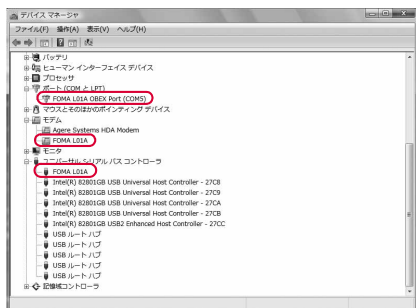 デバイス マネージャ
ファイル(F) 操作(A) 表示(V) ヘルプ(H)
バッテリ
ヒューマン インターフェイス デバイス
プロセッサ
ポート (COM と LPT)
FOMA L01A OBEX Port (COM5)
マウスとそのほかのポインティング デバイス
モデム
Agere Systems HDA Modem
FOMA L01A
モニタ
ユニバーサル シリアル バス コントローラ
FOMA L01A
Intel(R) 82801GB USB Universal Host Controller - 27C8
Intel(R) 82801GB USB Universal Host Controller - 27C9
Intel(R) 82801GB USB Universal Host Controller - 27CA
Intel(R) 82801GB USB Universal Host Controller - 27CB
Intel(R) 82801GB USB2 Enhanced Host Controller - 27CC
USB ルート ハブ
USB ルート ハブ
USB ルート ハブ
USB ルート ハブ
USB ルート ハブ
記憶域コントローラ